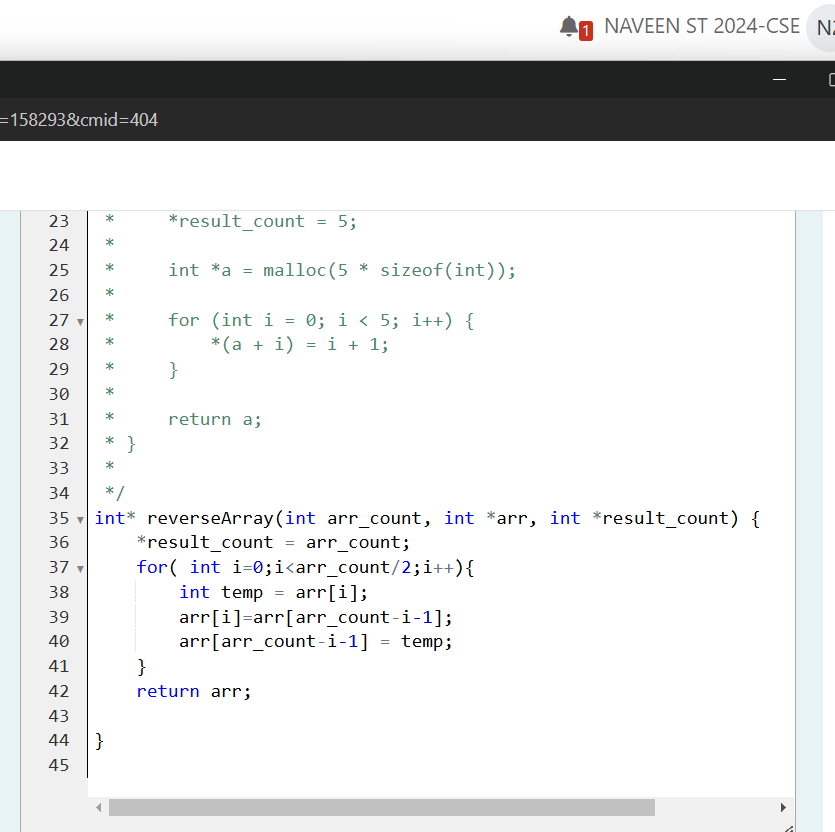 1 NAVEEN ST 2024-CSE
=158293&cmid=404
23 *     *result_count = 5;
24 *
25 *     int *a = malloc(5 * sizeof(int));
26 *
27 *     for (int i = 0; i < 5; i++) {
28 *         *(a + i) = i + 1;
29 *     }
30 *
31 *     return a;
32 * }
33 *
34 */
35 int* reverseArray(int arr_count, int *arr, int *result_count) {
36     *result_count = arr_count;
37     for( int i=0;i<arr_count/2;i++){
38         int temp = arr[i];
39         arr[i]=arr[arr_count-i-1];
40         arr[arr_count-i-1] = temp;
41     }
42     return arr;
43
44 }
45